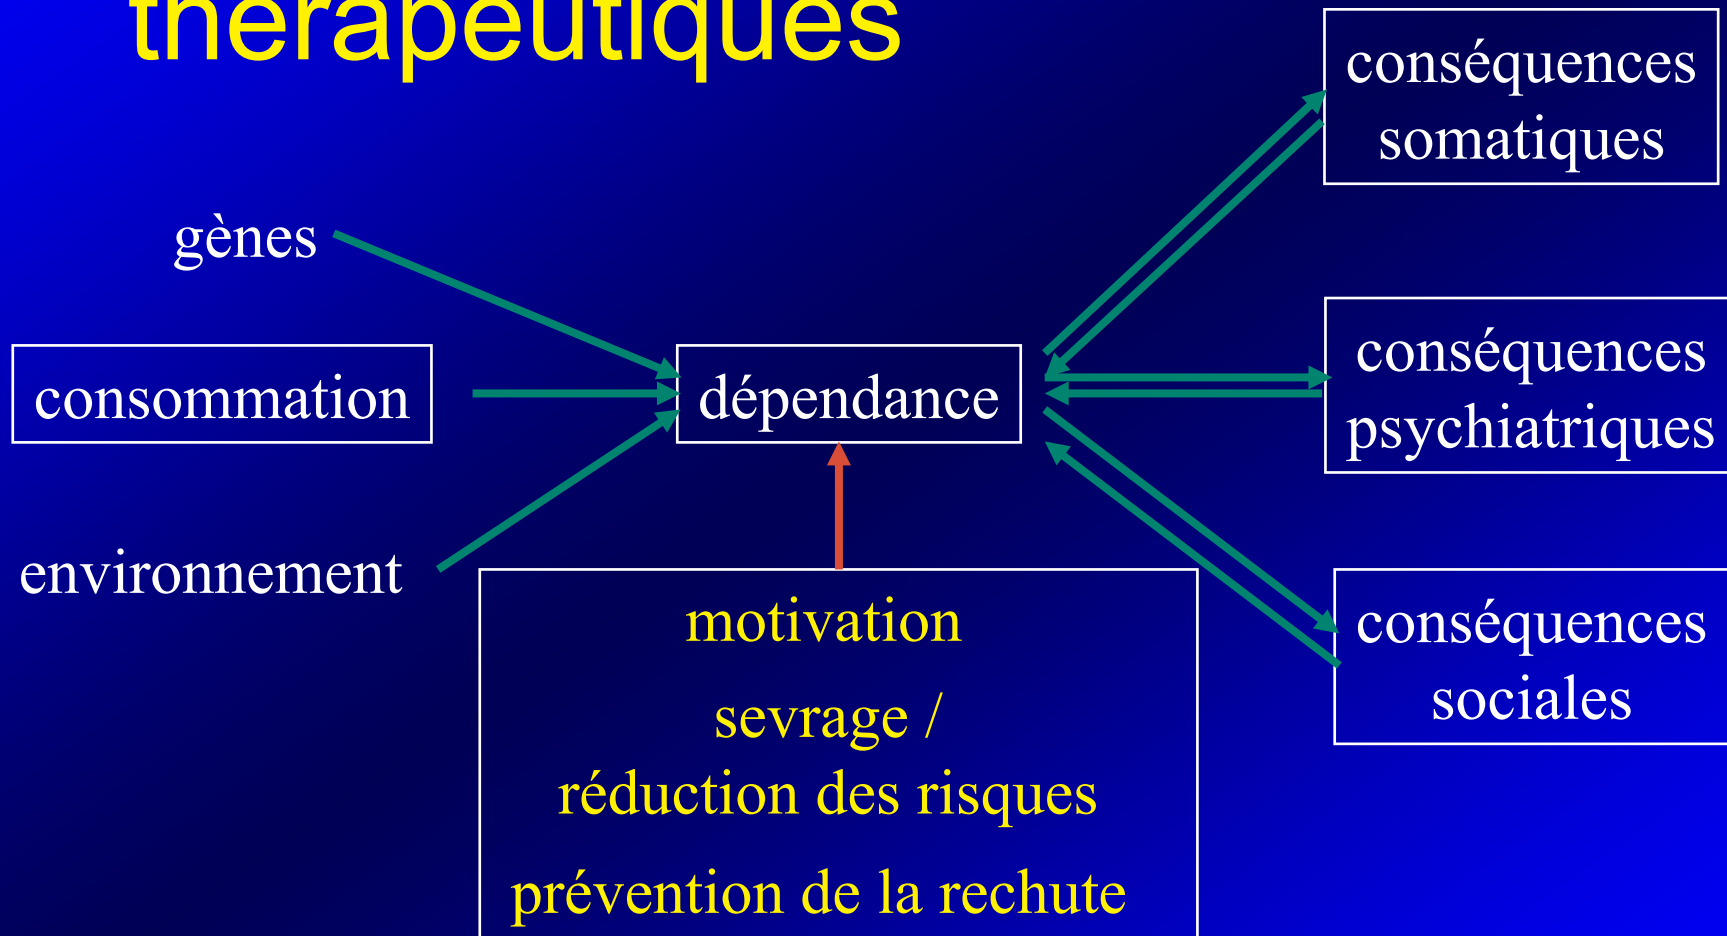 thérapeutiques
conséquences
somatiques
gènes
consommation
dépendance
conséquences
psychiatriques
environnement
motivation
sevrage /
réduction des risques
prévention de la rechute
conséquences
sociales